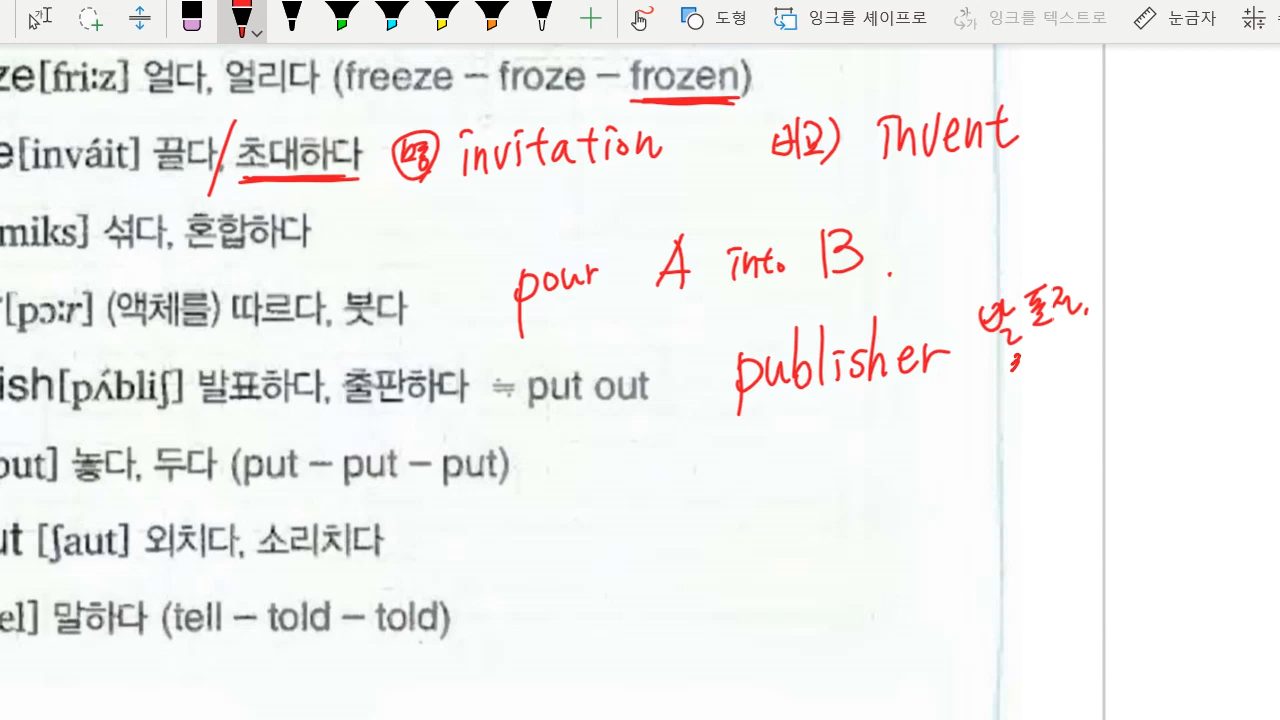 도형 잉크를 셰이프로 잉크를 텍스트로 눈금자
ze[fri:z] 얼다, 얼리다 (freeze – froze – frozen)
e[inváit] 끌다, 초대하다 명 invitation 비교) invent
miks] 섞다, 혼합하다
pour A into B.
[pɔ:r] (액체를) 따르다, 붓다
publisher
ish[pʌ́bliʃ] 발표하다, 출판하다 ≒ put out
out] 놓다, 두다 (put – put – put)
ut [ʃaut] 외치다, 소리치다
el] 말하다 (tell – told – told)